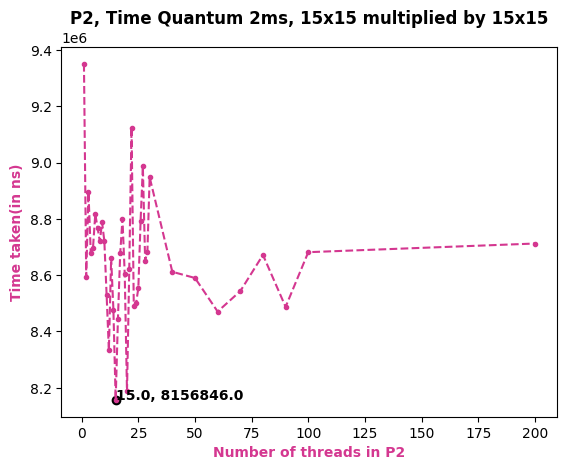 P2, Time Quantum 2ms, 15x15 multiplied by 15x15
1e6
9.4
9.2
9.0
8.8
8.6
8.4
8.2
Time taken(in ns)
15.0, 8156846.0
0 25 50 75 100 125 150 175 200
Number of threads in P2